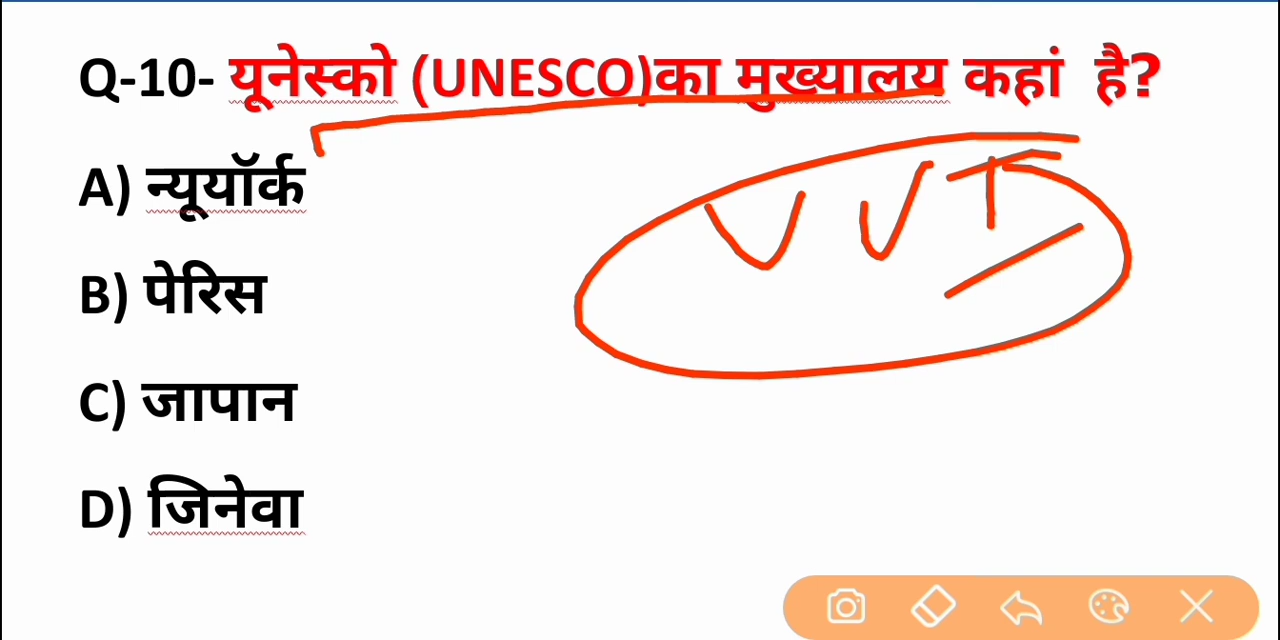 Q-10- यूनेस्को (UNESCO)का मुख्यालय कहां है?
A) न्यूयॉर्क
V V I
B) पेरिस
C) जापान
D) जिनेवा